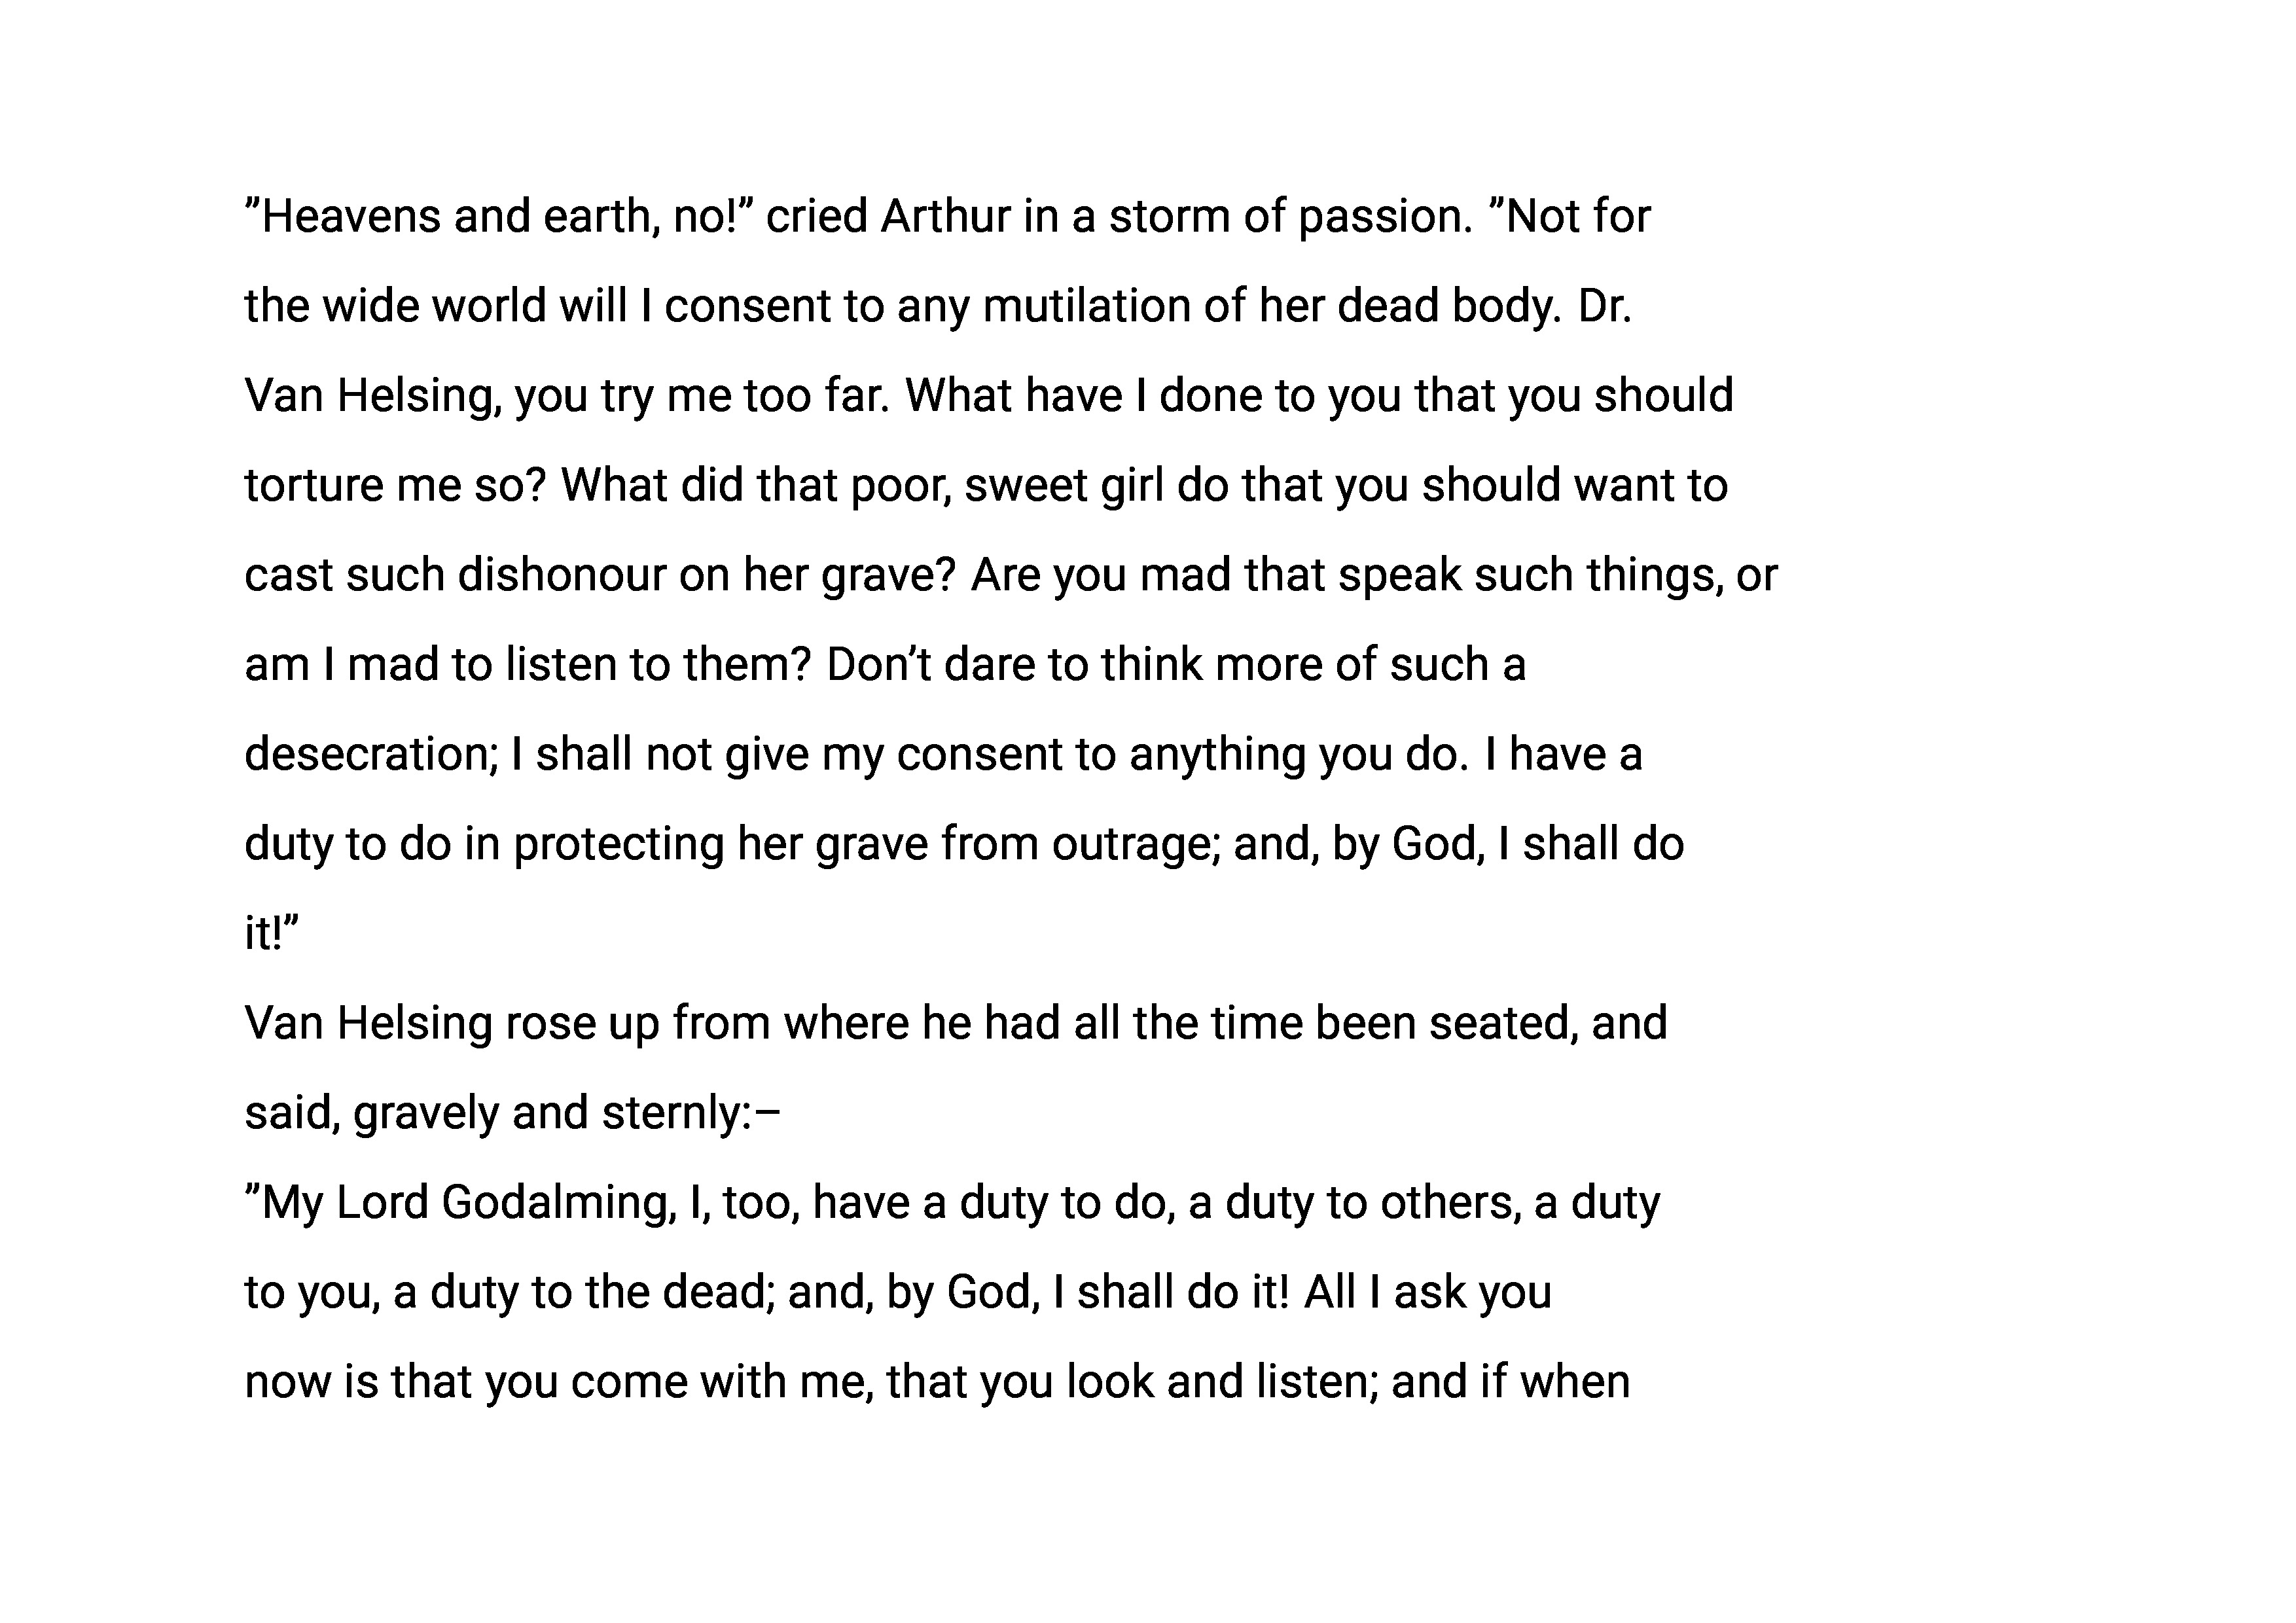 ”Heavens and earth, no!” cried Arthur in a storm of passion. ”Not for
the wide world will I consent to any mutilation of her dead body. Dr.
Van Helsing, you try me too far. What have I done to you that you should
torture me so? What did that poor, sweet girl do that you should want to
cast such dishonour on her grave? Are you mad that speak such things, or
am I mad to listen to them? Don’t dare to think more of such a
desecration; I shall not give my consent to anything you do. I have a
duty to do in protecting her grave from outrage; and, by God, I shall do
it!”
Van Helsing rose up from where he had all the time been seated, and
said, gravely and sternly:–
”My Lord Godalming, I, too, have a duty to do, a duty to others, a duty
to you, a duty to the dead; and, by God, I shall do it! All I ask you
now is that you come with me, that you look and listen; and if when